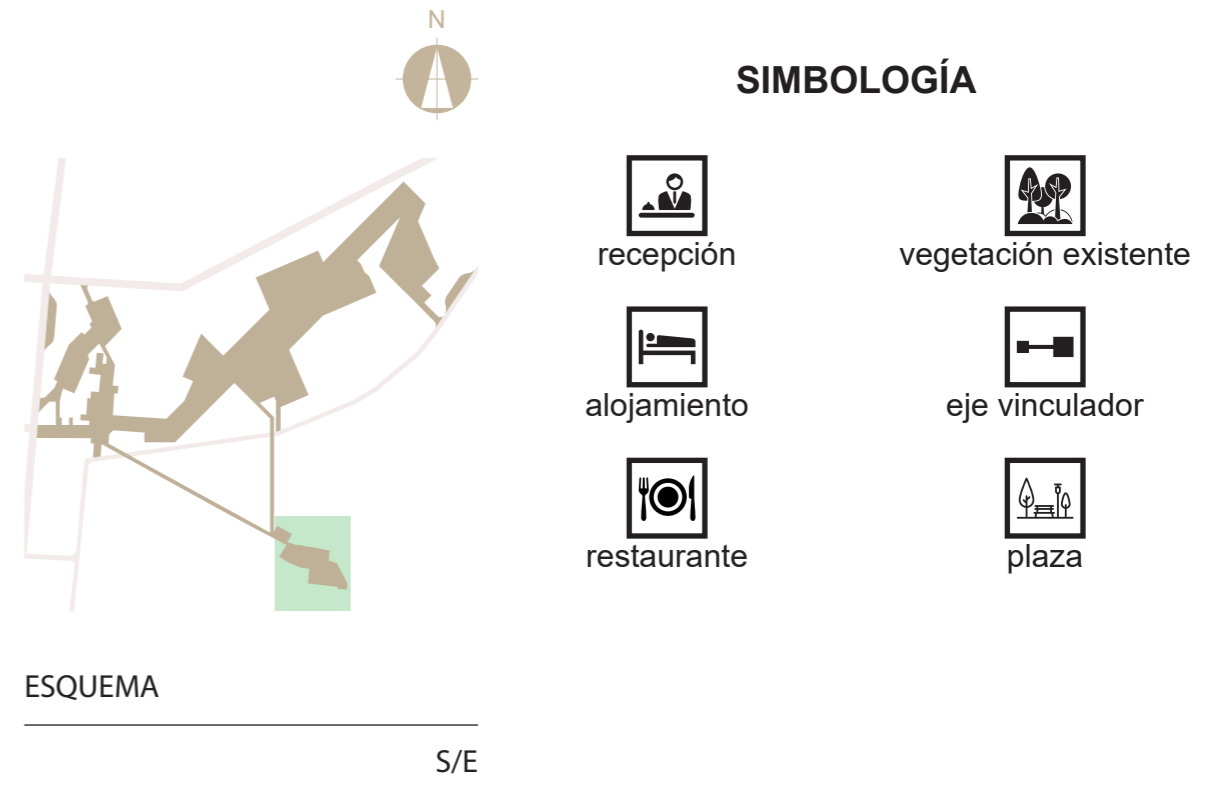 N
SIMBOLOGÍA
recepción
vegetación existente
alojamiento
eje vinculador
restaurante
plaza
ESQUEMA
S/E